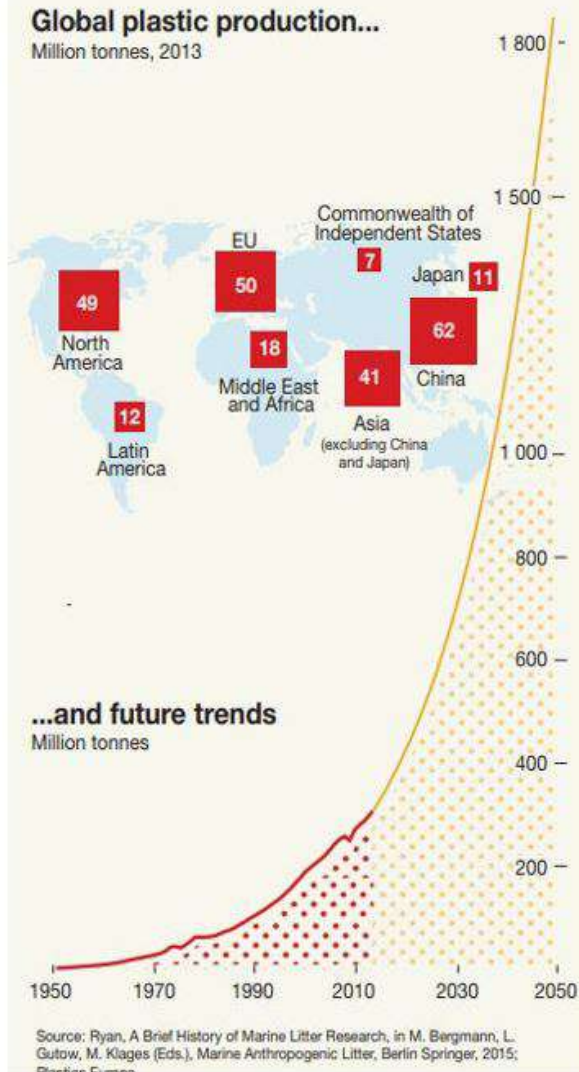 Global plastic production...
Million tonnes, 2013
1 800
1 500
Commonwealth of
Independent States
7
EU
50
Japan 11
49
North
America
18
Middle East
and Africa
62
China
41
Asia
(excluding China
and Japan)
12
Latin
America
1 000
800
600
...and future trends
Million tonnes
400
200
1950 1970 1990 2010 2030 2050
Source: Ryan, A Brief History of Marine Litter Research, in M. Bergmann, L.
Gutow, M. Klages (Eds.), Marine Anthropogenic Litter, Berlin Springer, 2015;